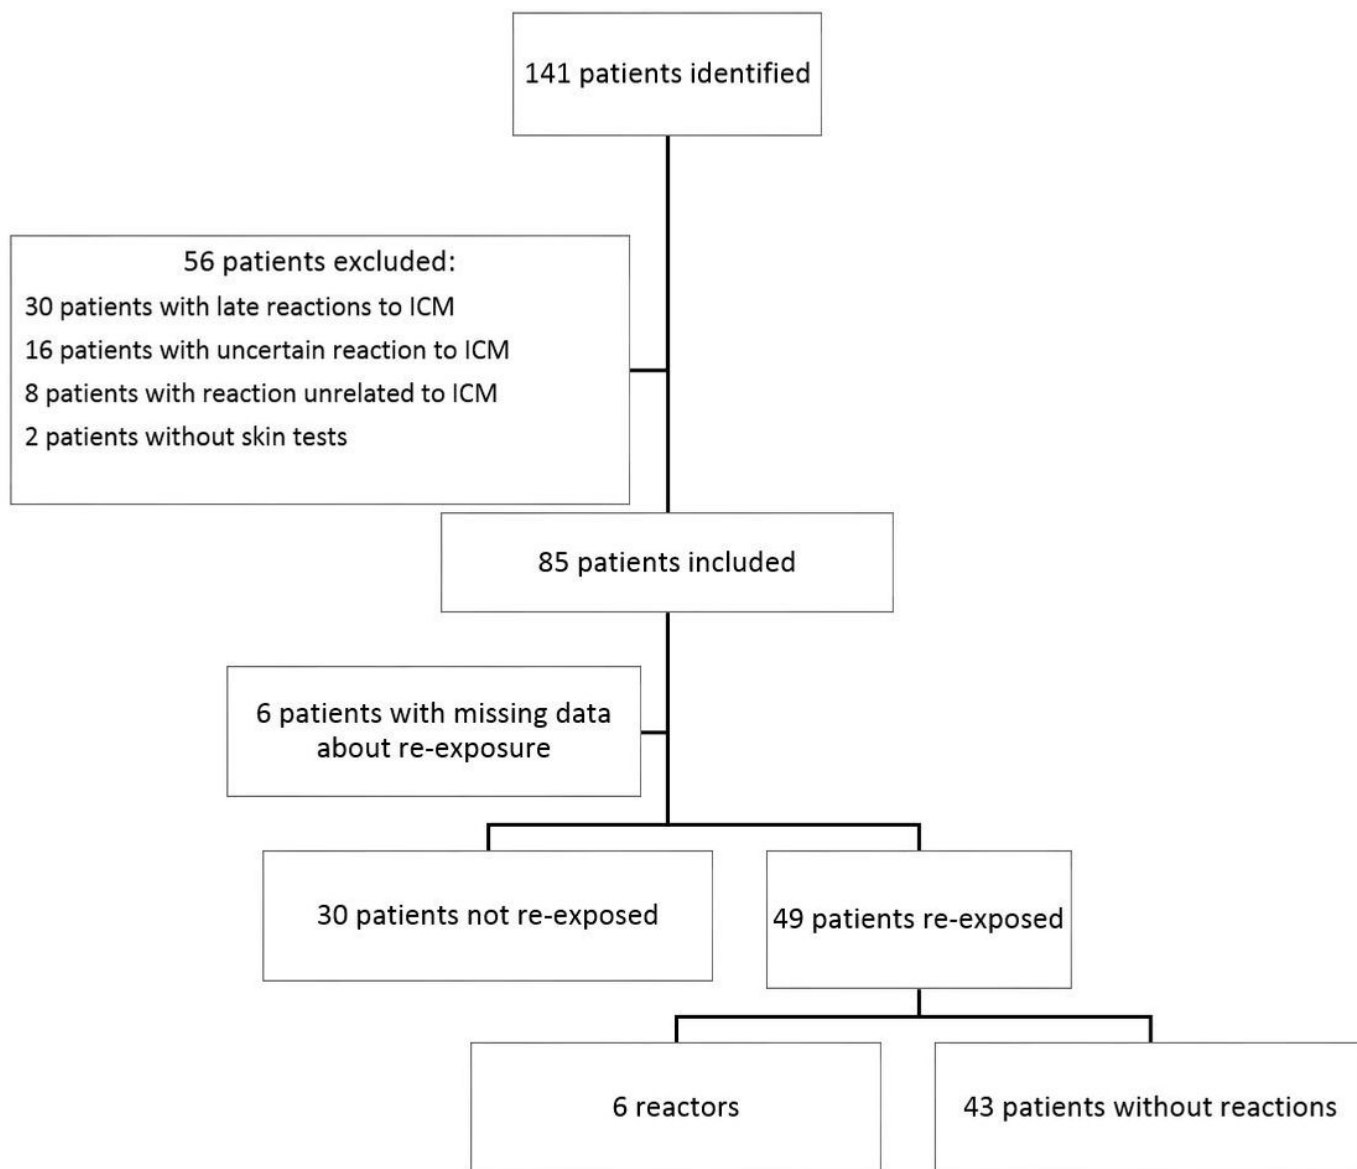 141 patients identified
56 patients excluded:
30 patients with late reactions to ICM
16 patients with uncertain reaction to ICM
8 patients with reaction unrelated to ICM
2 patients without skin tests
85 patients included
6 patients with missing data
about re-exposure
30 patients not re-exposed
49 patients re-exposed
6 reactors
43 patients without reactions